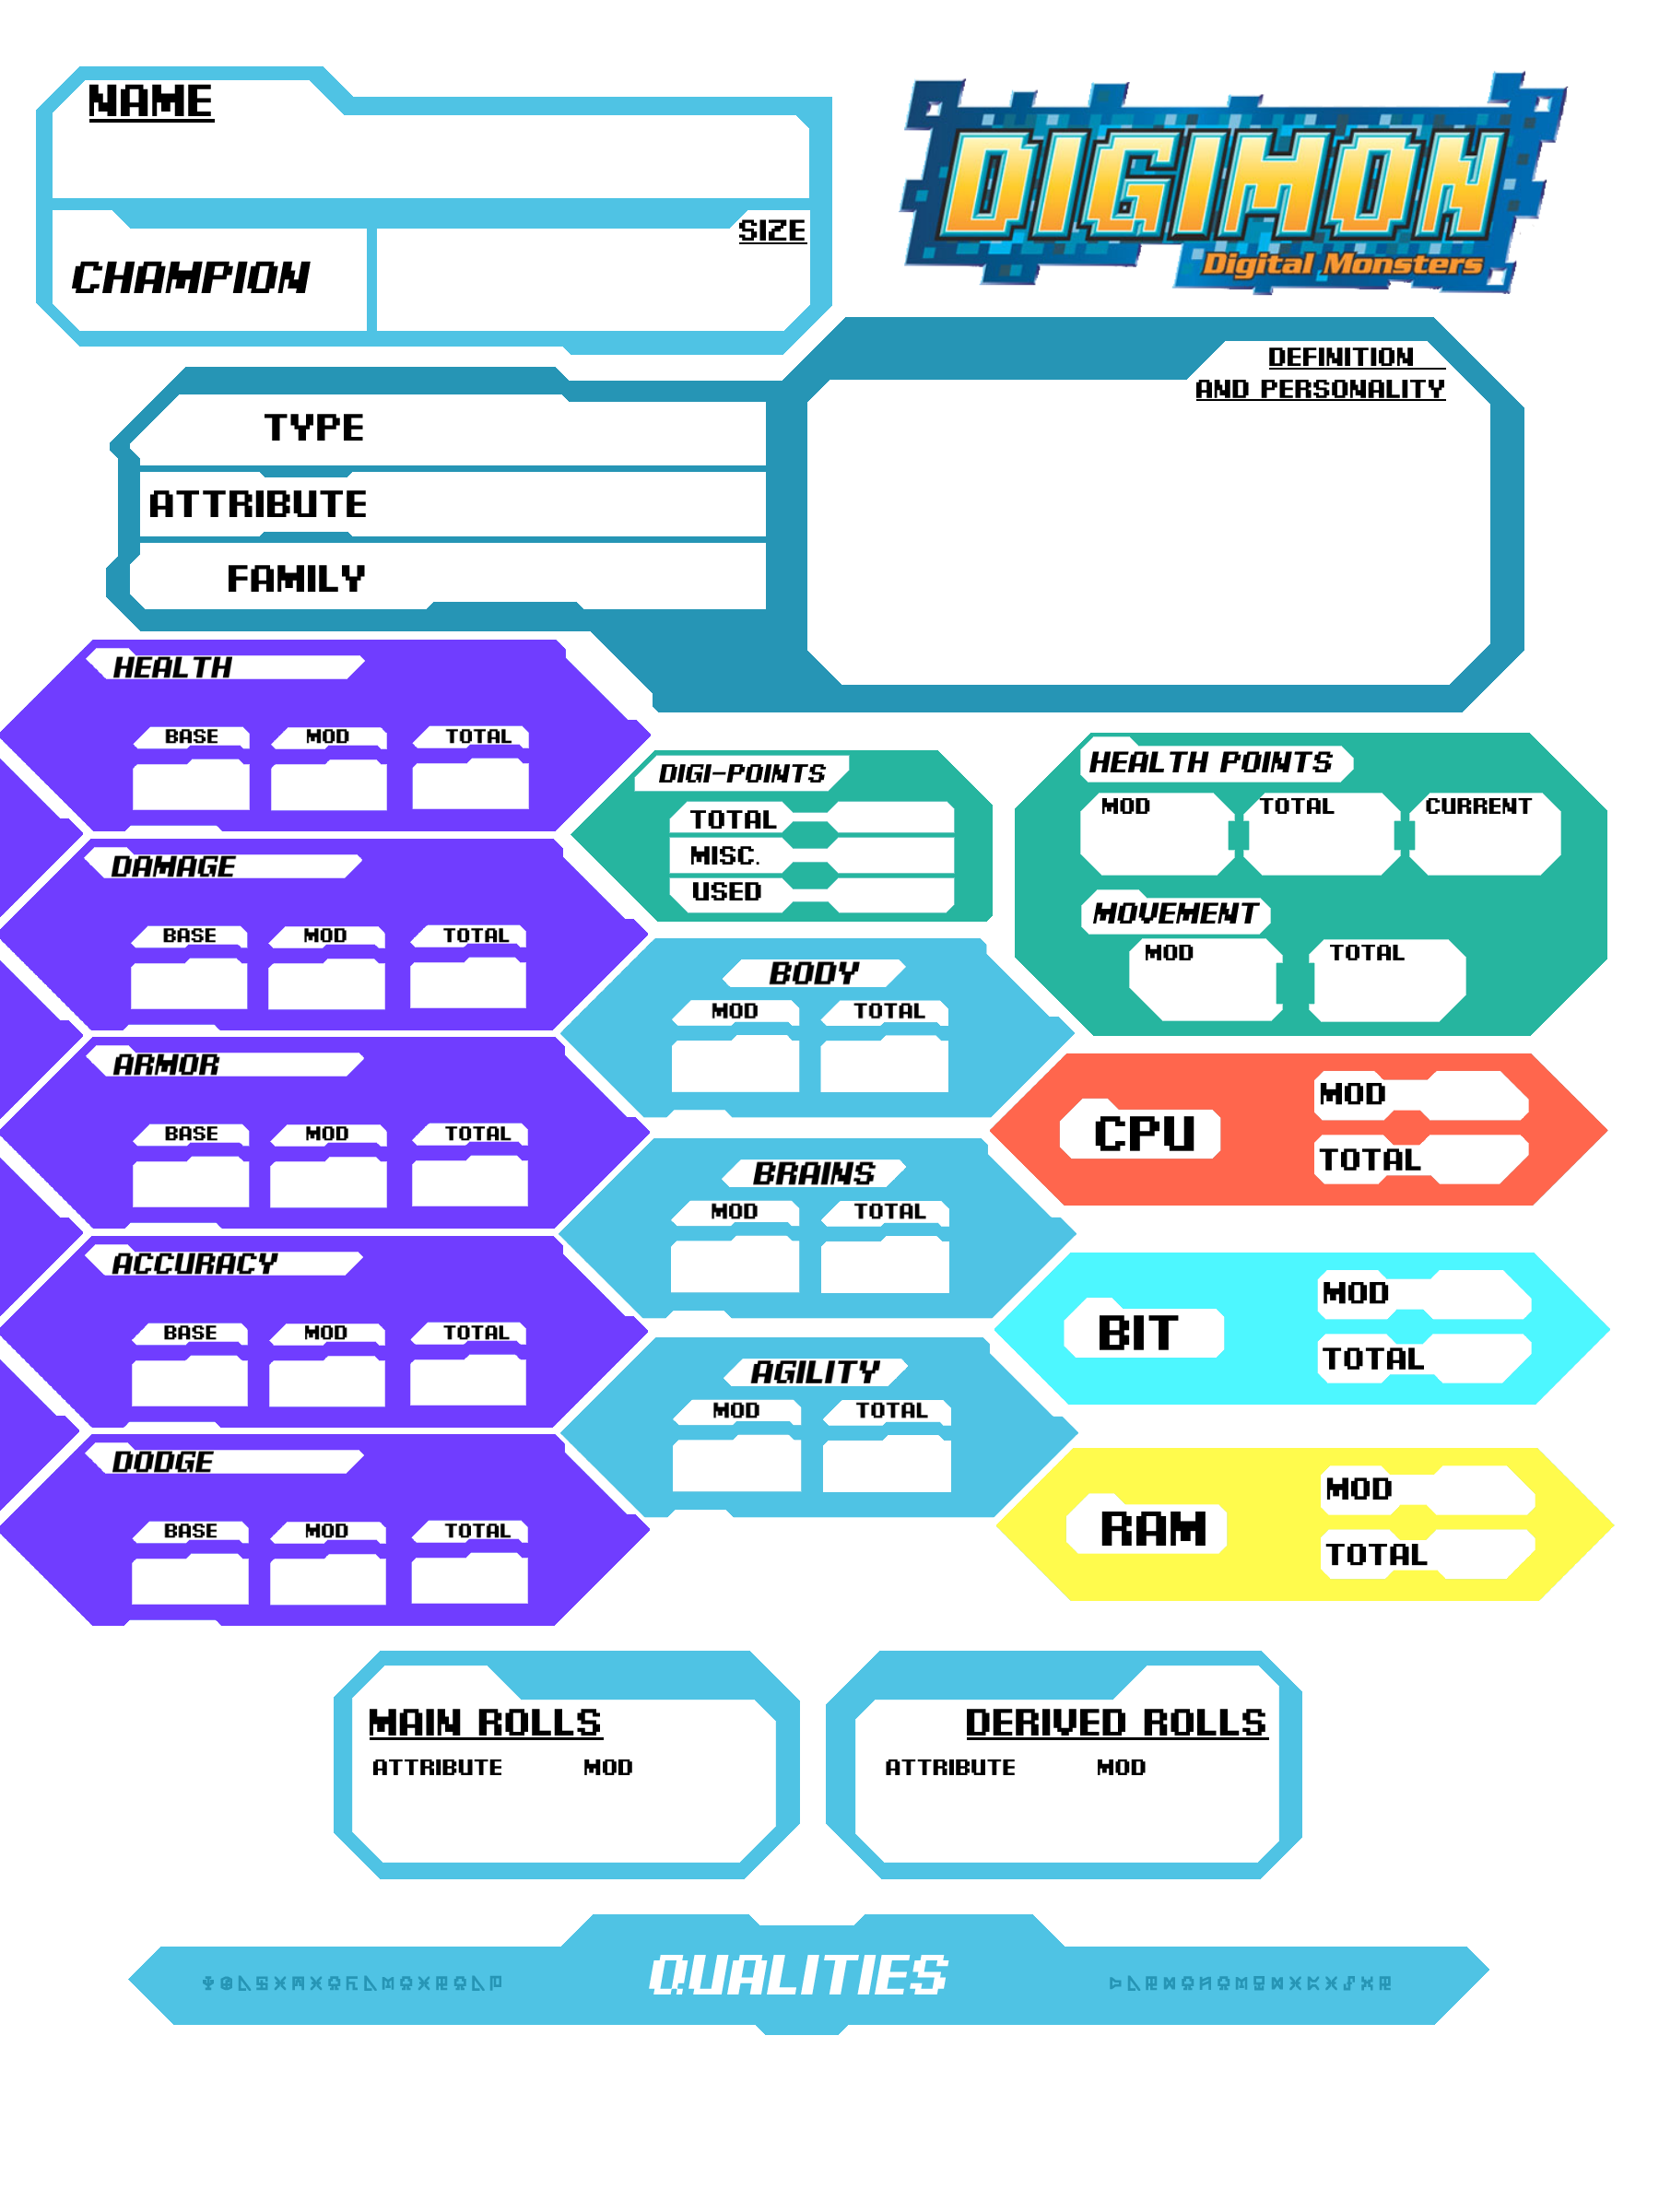 NAME
DIGIMON
Digital Monsters
SIZE
CHAMPION
DEFINITION
AND PERSONALITY
TYPE
ATTRIBUTE
FAMILY
HEALTH
BASE MOD TOTAL
DIGI-POINTS
TOTAL
MISC.
USED
HEALTH POINTS
MOD TOTAL CURRENT
MOVEMENT
MOD TOTAL
DAMAGE
BASE MOD TOTAL
BODY
MOD TOTAL
ARMOR
BASE MOD TOTAL
CPU
MOD
TOTAL
BRAINS
MOD TOTAL
ACCURACY
BASE MOD TOTAL
BIT
MOD
TOTAL
AGILITY
MOD TOTAL
DODGE
BASE MOD TOTAL
RAM
MOD
TOTAL
MAIN ROLLS
ATTRIBUTE MOD
DERIVED ROLLS
ATTRIBUTE MOD
QUALITIES